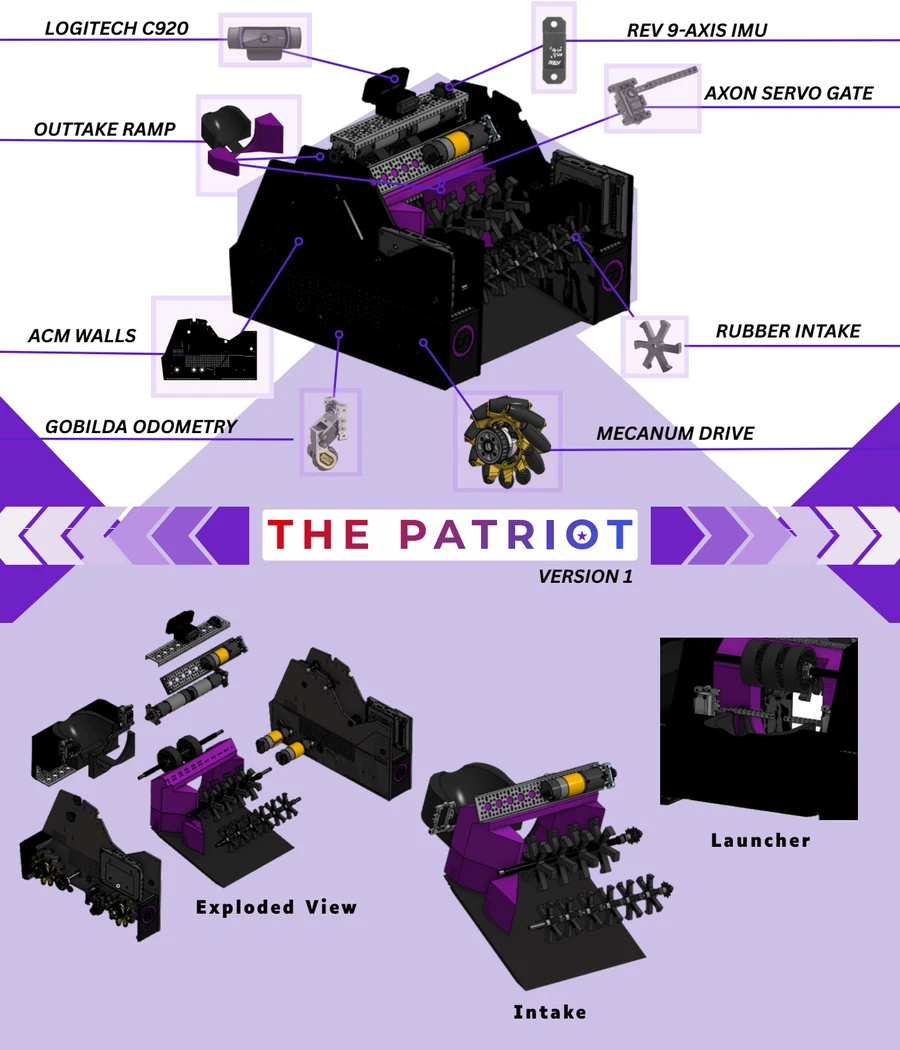 LOGITECH C920
REV 9-AXIS IMU
REV
AXON SERVO GATE
OUTTAKE RAMP
ACM WALLS
RUBBER INTAKE
GOBILDA ODOMETRY
MECANUM DRIVE
THE PATRIOT
VERSION 1
Launcher
Exploded View
Intake